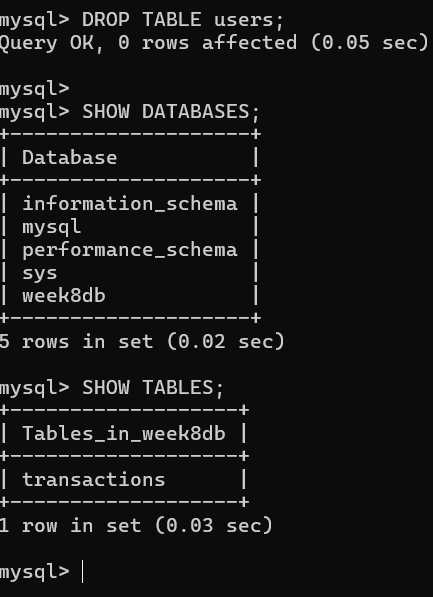 mysql> DROP TABLE users;
Query OK, 0 rows affected (0.05 sec)
mysql>
mysql> SHOW DATABASES;
+--------------------+
| Database           |
+--------------------+
| information_schema |
| mysql              |
| performance_schema |
| sys                |
| week8db            |
+--------------------+
5 rows in set (0.02 sec)
mysql> SHOW TABLES;
+-------------------+
| Tables_in_week8db |
+-------------------+
| transactions      |
+-------------------+
1 row in set (0.03 sec)
mysql>